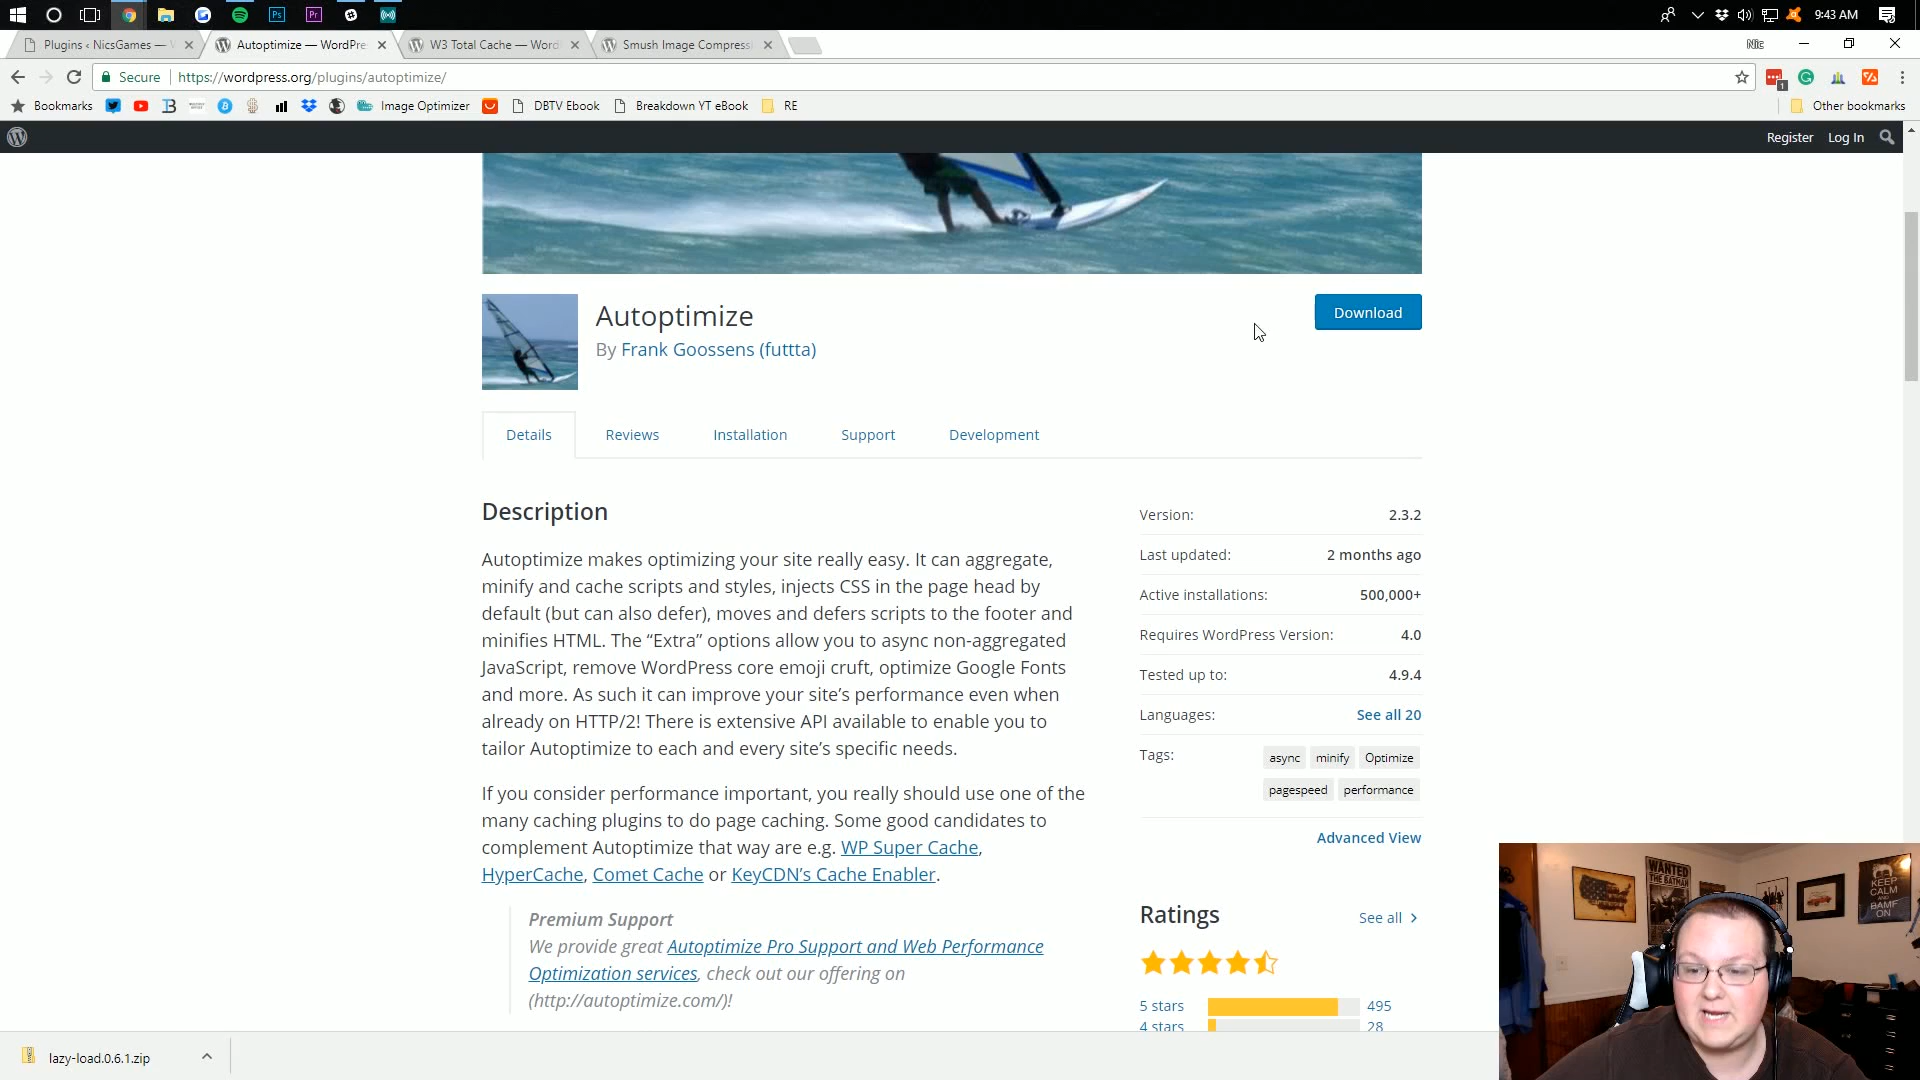 Ps
Pr
9:43 AM
Plugins ‹ NicsGames —
Autoptimize — WordPre
W3 Total Cache — Word
Smush Image Compress
Nic
Secure
https://wordpress.org/plugins/autoptimize/
1
Bookmarks
Image Optimizer
DBTV Ebook
Breakdown YT eBook
RE
Other bookmarks
Register
Log In
Autoptimize
By Frank Goossens (futtta)
Download
Details
Reviews
Installation
Support
Development
Description
Autoptimize makes optimizing your site really easy. It can aggregate,
minify and cache scripts and styles, injects CSS in the page head by
default (but can also defer), moves and defers scripts to the footer and
minifies HTML. The “Extra” options allow you to async non-aggregated
JavaScript, remove WordPress core emoji cruft, optimize Google Fonts
and more. As such it can improve your site’s performance even when
already on HTTP/2! There is extensive API available to enable you to
tailor Autoptimize to each and every site’s specific needs.
If you consider performance important, you really should use one of the
many caching plugins to do page caching. Some good candidates to
complement Autoptimize that way are e.g. WP Super Cache,
HyperCache, Comet Cache or KeyCDN’s Cache Enabler.
Premium Support
We provide great Autoptimize Pro Support and Web Performance
Optimization services, check out our offering on
(http://autoptimize.com/)!
Version: 2.3.2
Last updated: 2 months ago
Active installations: 500,000+
Requires WordPress Version: 4.0
Tested up to: 4.9.4
Languages: See all 20
Tags: async minify Optimize
pagespeed performance
Advanced View
Ratings
See all
5 stars 495
4 stars 28
lazy-load.0.6.1.zip
WANTED
THE BATMAN
KEEP
CALM
AND
BAMF
ON